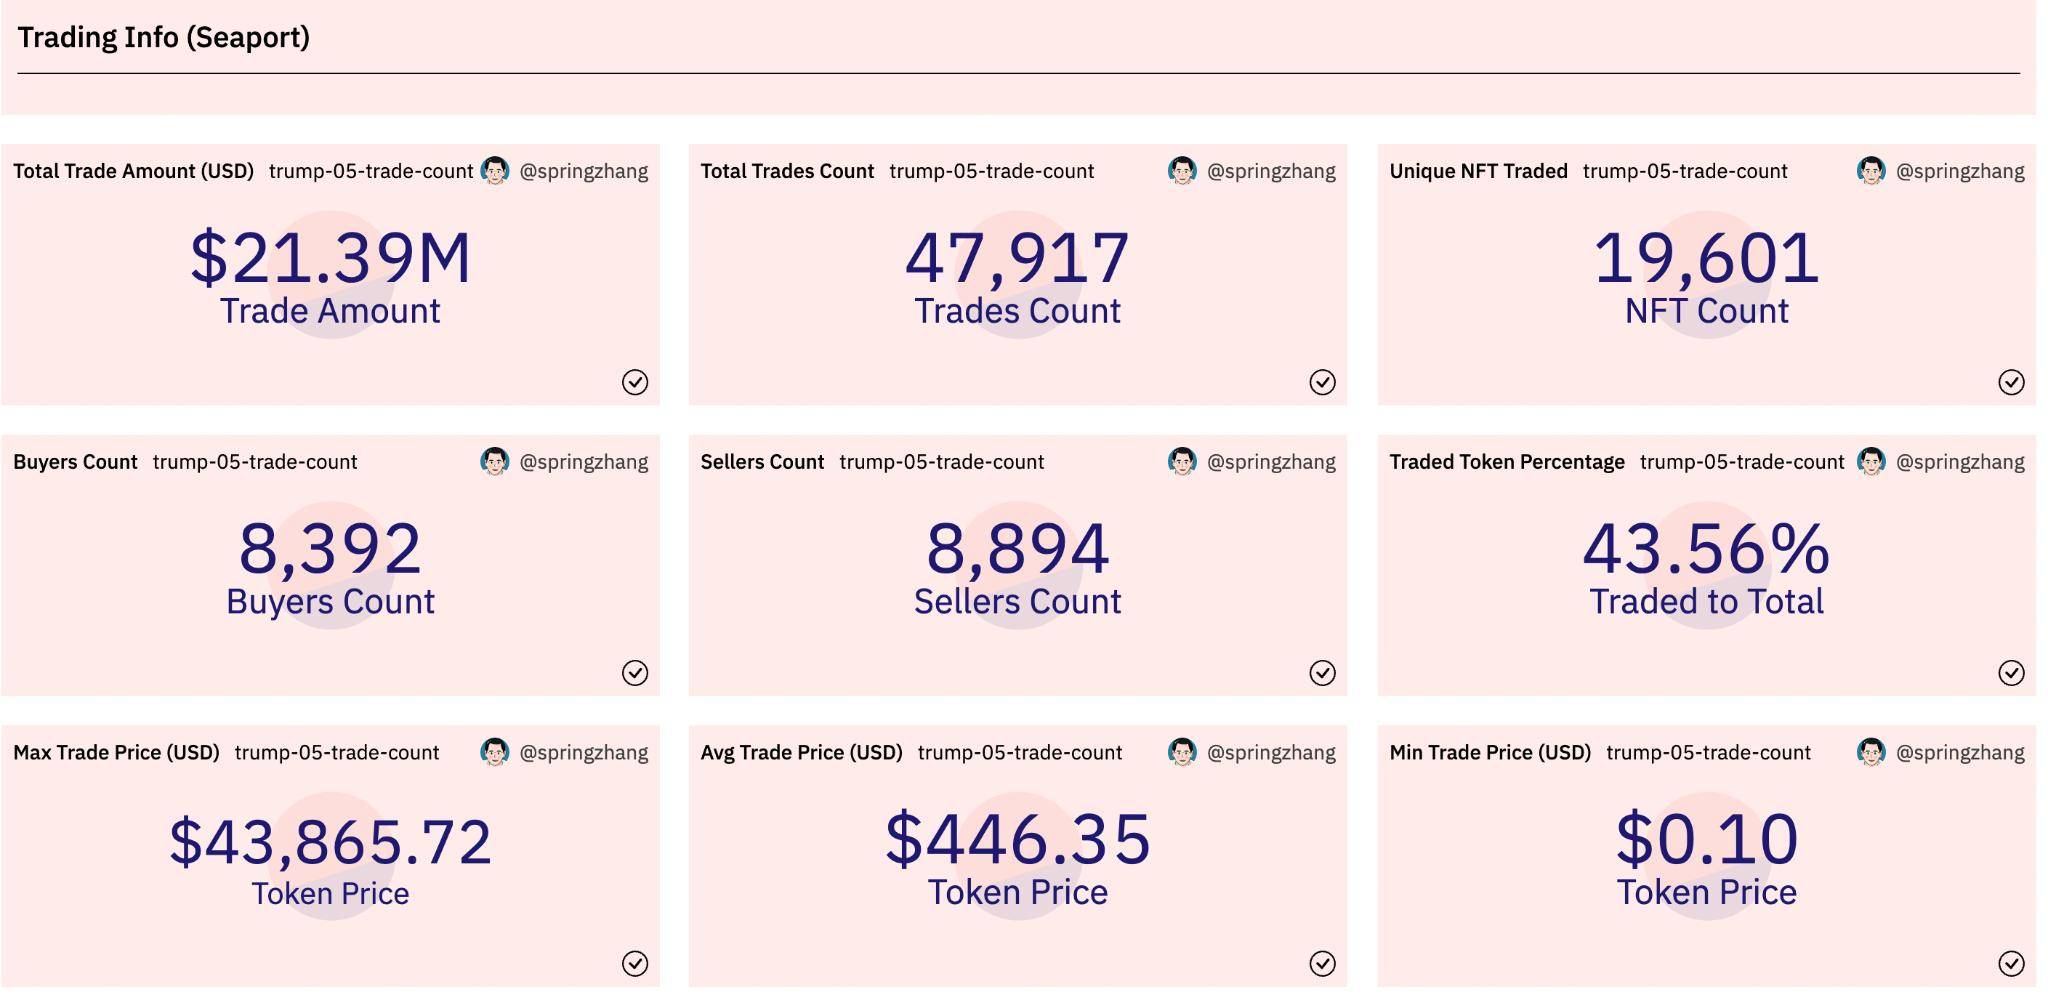 Trading Info (Seaport)
Total Trade Amount (USD) trump-05-trade-count @springzhang
$21.39M
Trade Amount
Total Trades Count trump-05-trade-count @springzhang
47,917
Trades Count
Unique NFT Traded trump-05-trade-count @springzhang
19,601
NFT Count
Buyers Count trump-05-trade-count @springzhang
8,392
Buyers Count
Sellers Count trump-05-trade-count @springzhang
8,894
Sellers Count
Traded Token Percentage trump-05-trade-count @springzhang
43.56%
Traded to Total
Max Trade Price (USD) trump-05-trade-count @springzhang
$43,865.72
Token Price
Avg Trade Price (USD) trump-05-trade-count @springzhang
$446.35
Token Price
Min Trade Price (USD) trump-05-trade-count @springzhang
$0.10
Token Price